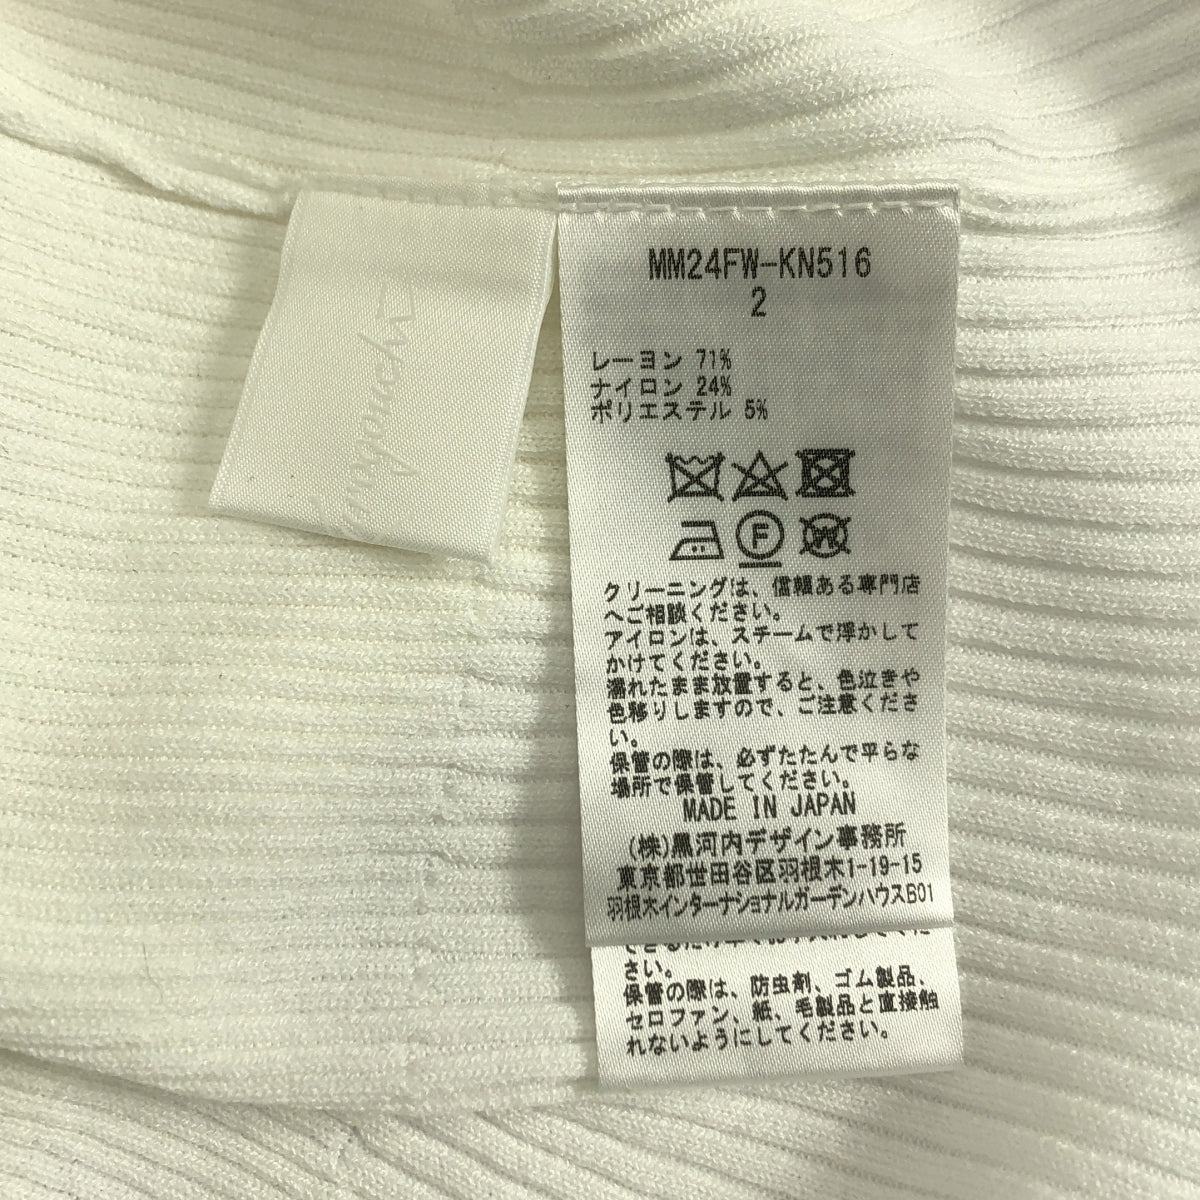 MM24FW-KN516
2
レーヨン 71%
ナイロン 24%
ポリエステル 5%
F
W
クリーニングは、信頼ある専門店
へご相談ください。
アイロンは、スチームで浮かして
かけてください。
濡れたまま放置すると、色泣きや
色移りしますので、ご注意くださ
い。
保管の際は、必ずたたんで平らな
場所で保管してください。
MADE IN JAPAN
(株)黒河内デザイン事務所
東京都世田谷区羽根木1-19-15
羽根木インターナショナルガーデンハウスB01
さい。
保管の際は、防虫剤、ゴム製品、
セロファン、紙、毛製品と直接触
れないようにしてください。